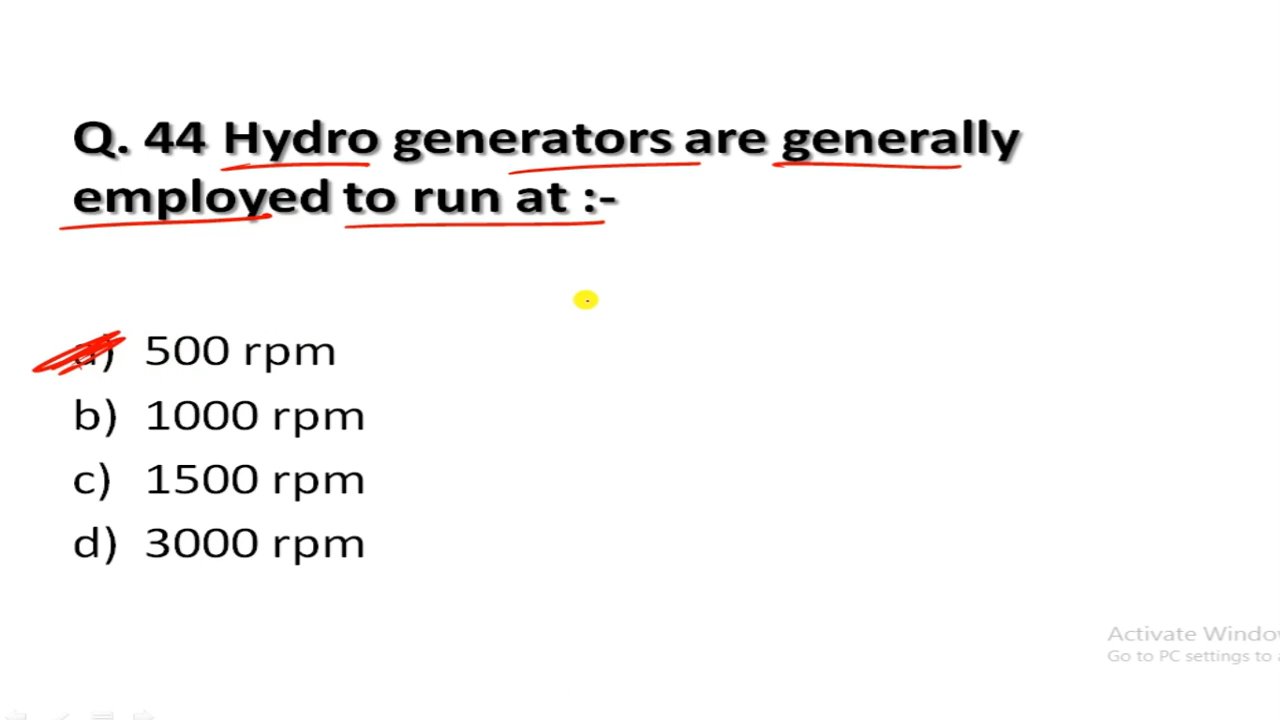 Q. 44 Hydro generators are generally
employed to run at :-
a) 500 rpm
b) 1000 rpm
c) 1500 rpm
d) 3000 rpm
Activate Window
Go to PC settings to a